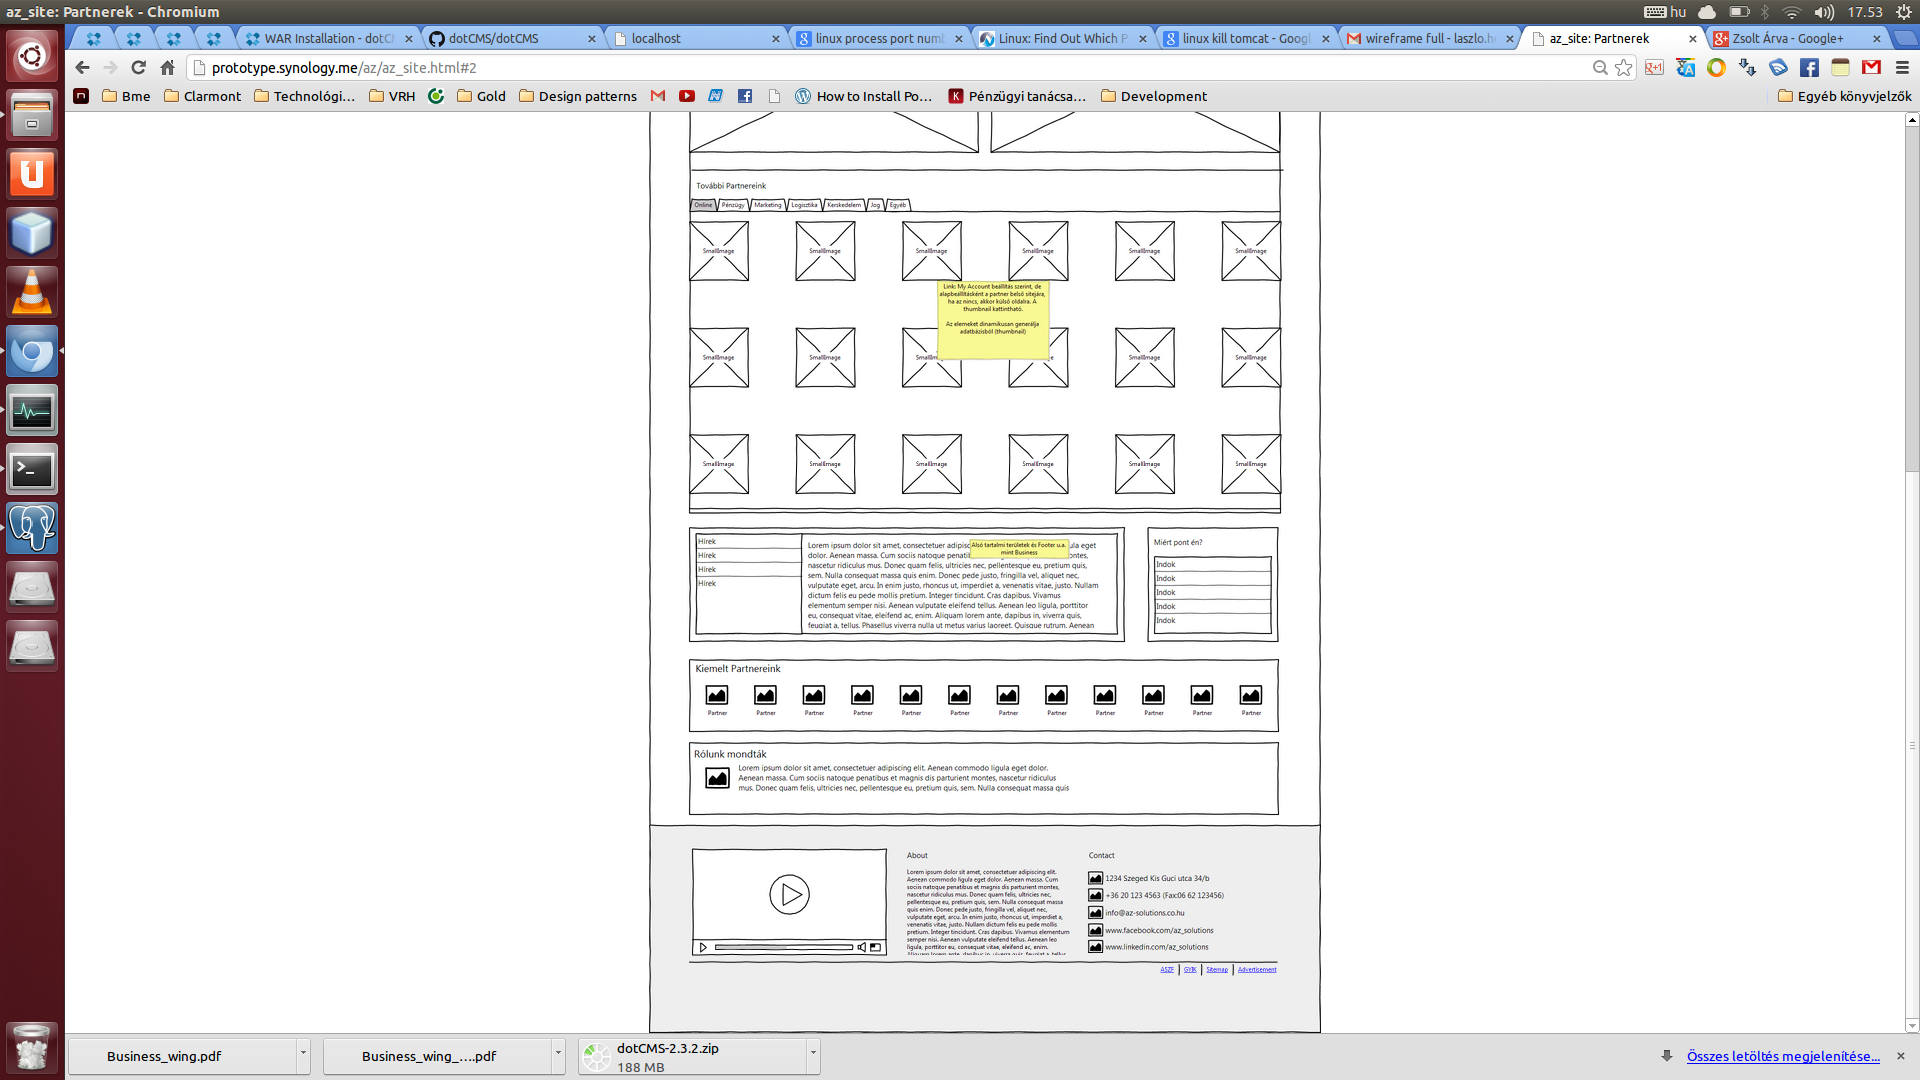 az_site: Partnerek - Chromium
hu
17.53
WAR Installation - dotC
dotCMS/dotCMS
localhost
linux process port num
Linux: Find Out Which P
linux kill tomcat - Goog
wireframe full - laszlo.h
az_site: Partnerek
Zsolt Árva - Google+
prototype.synology.me/az/az_site.html#2
Bme
Clarmont
Technológi...
VRH
Gold
Design patterns
How to Install Po...
Pénzügyi tanácsa...
Development
Egyéb könyvjelzők
További Partnereink
Online
Pénzügy
Marketing
Logisztika
Kerskedelem
Jog
Egyéb
SmallImage SmallImage SmallImage SmallImage SmallImage SmallImage
Link: My Account beállítás szerint, de
alapbeállításként a partner belső sitejára,
ha az nincs, akkor külső oldalra. A
thumbnail kattintható.
Az elemeket dinamikusan generálja
adatbázisból (thumbnail)
SmallImage SmallImage SmallIm e SmallImage SmallImage
SmallImage SmallImage SmallImage SmallImage SmallImage SmallImage
Hírek
Hírek
Hírek
Hírek
Lorem ipsum dolor sit amet, consectetuer adipisc ula eget
dolor. Aenean massa. Cum sociis natoque penati ontes,
nascetur ridiculus mus. Donec quam felis, ultricies nec, pellentesque eu, pretium quis,
sem. Nulla consequat massa quis enim. Donec pede justo, fringilla vel, aliquet nec,
vulputate eget, arcu. In enim justo, rhoncus ut, imperdiet a, venenatis vitae, justo. Nullam
dictum felis eu pede mollis pretium. Integer tincidunt. Cras dapibus. Vivamus
elementum semper nisi. Aenean vulputate eleifend tellus. Aenean leo ligula, porttitor
eu, consequat vitae, eleifend ac, enim. Aliquam lorem ante, dapibus in, viverra quis,
feugiat a, tellus. Phasellus viverra nulla ut metus varius laoreet. Quisque rutrum. Aenean
Alsó tartalmi területek és Footer u.a.
mint Business
Miért pont én?
Indok
Indok
Indok
Indok
Indok
Kiemelt Partnereink
Partner Partner Partner Partner Partner Partner Partner Partner Partner Partner Partner Partner
Rólunk mondták
Lorem ipsum dolor sit amet, consectetuer adipiscing elit. Aenean commodo ligula eget dolor.
Aenean massa. Cum sociis natoque penatibus et magnis dis parturient montes, nascetur ridiculus
mus. Donec quam felis, ultricies nec, pellentesque eu, pretium quis, sem. Nulla consequat massa quis
About
Lorem ipsum dolor sit amet, consectetuer adipiscing elit.
Aenean commodo ligula eget dolor. Aenean massa. Cum
sociis natoque penatibus et magnis dis parturient montes,
nascetur ridiculus mus. Donec quam felis, ultricies nec,
pellentesque eu, pretium quis, sem. Nulla consequat massa
quis enim. Donec pede justo, fringilla vel, aliquet nec,
vulputate eget, arcu. In enim justo, rhoncus ut, imperdiet a,
venenatis vitae, justo. Nullam dictum felis eu pede mollis
pretium. Integer tincidunt. Cras dapibus. Vivamus elementum
semper nisi. Aenean vulputate eleifend tellus. Aenean leo
ligula, porttitor eu, consequat vitae, eleifend ac, enim.
Aliquam lorem ante, dapibus in, viverra quis, feugiat a, tellus
Contact
1234 Szeged Kis Guci utca 34/b
+36 20 123 4563 (Fax:06 62 123456)
info@az-solutions.co.hu
www.facebook.com/az_solutions
www.linkedin.com/az_solutions
ÁSZF
GYIK
Sitemap
Advertisement
Business_wing.pdf
Business_wing_....pdf
dotCMS-2.3.2.zip
188 MB
Összes letöltés megjelenítése...